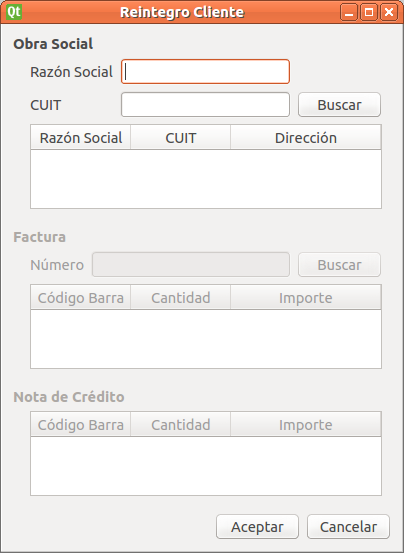 Qt Reintegro Cliente
Obra Social
Razón Social
CUIT Buscar
Razón Social CUIT Dirección
Factura
Número Buscar
Código Barra Cantidad Importe
Nota de Crédito
Código Barra Cantidad Importe
Aceptar Cancelar